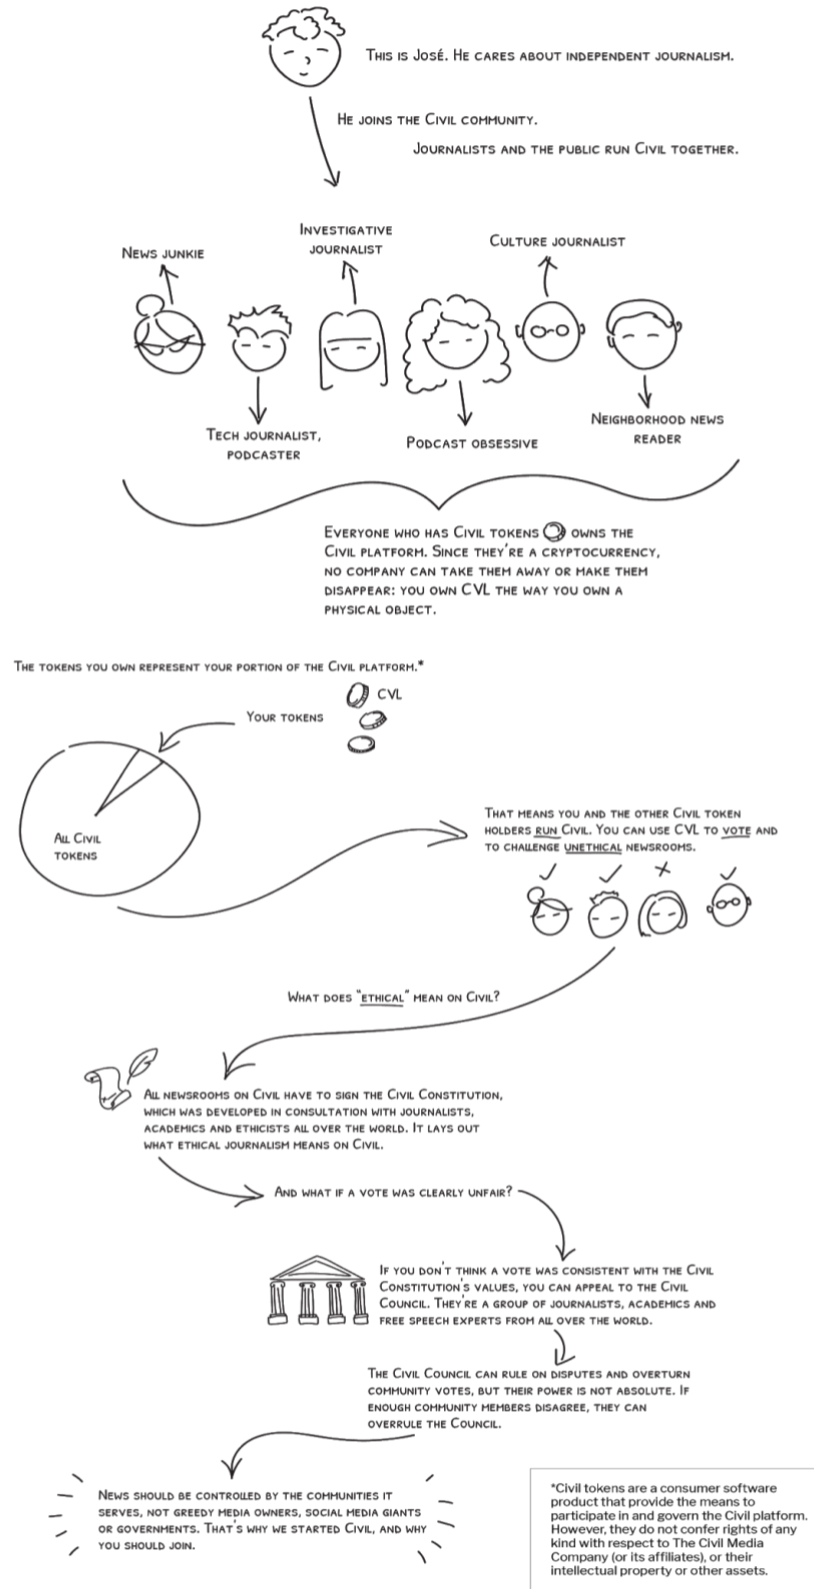 This is José. He cares about independent journalism.
He joins the Civil community.
Journalists and the public run Civil together.
News junkie
Investigative
journalist
Culture journalist
Tech journalist,
podcaster
Podcast obsessive
Neighborhood news
reader
Everyone who has Civil tokens owns the
Civil platform. Since they're a cryptocurrency,
no company can take them away or make them
disappear: you own CVL the way you own a
physical object.
The tokens you own represent your portion of the Civil platform.*
CVL
Your tokens
All Civil
tokens
That means you and the other Civil token
holders run Civil. You can use CVL to vote and
to challenge unethical newsrooms.
What does "ethical" mean on Civil?
All newsrooms on Civil have to sign the Civil Constitution,
which was developed in consultation with journalists,
academics and ethicists all over the world. It lays out
what ethical journalism means on Civil.
And what if a vote was clearly unfair?
If you don't think a vote was consistent with the Civil
Constitution's values, you can appeal to the Civil
Council. They're a group of journalists, academics and
free speech experts from all over the world.
The Civil Council can rule on disputes and overturn
community votes, but their power is not absolute. If
enough community members disagree, they can
overrule the Council.
News should be controlled by the communities it
serves, not greedy media owners, social media giants
or governments. That's why we started Civil, and why
you should join.
*Civil tokens are a consumer software
product that provide the means to
participate in and govern the Civil platform.
However, they do not confer rights of any
kind with respect to The Civil Media
Company (or its affiliates), or their
intellectual property or other assets.